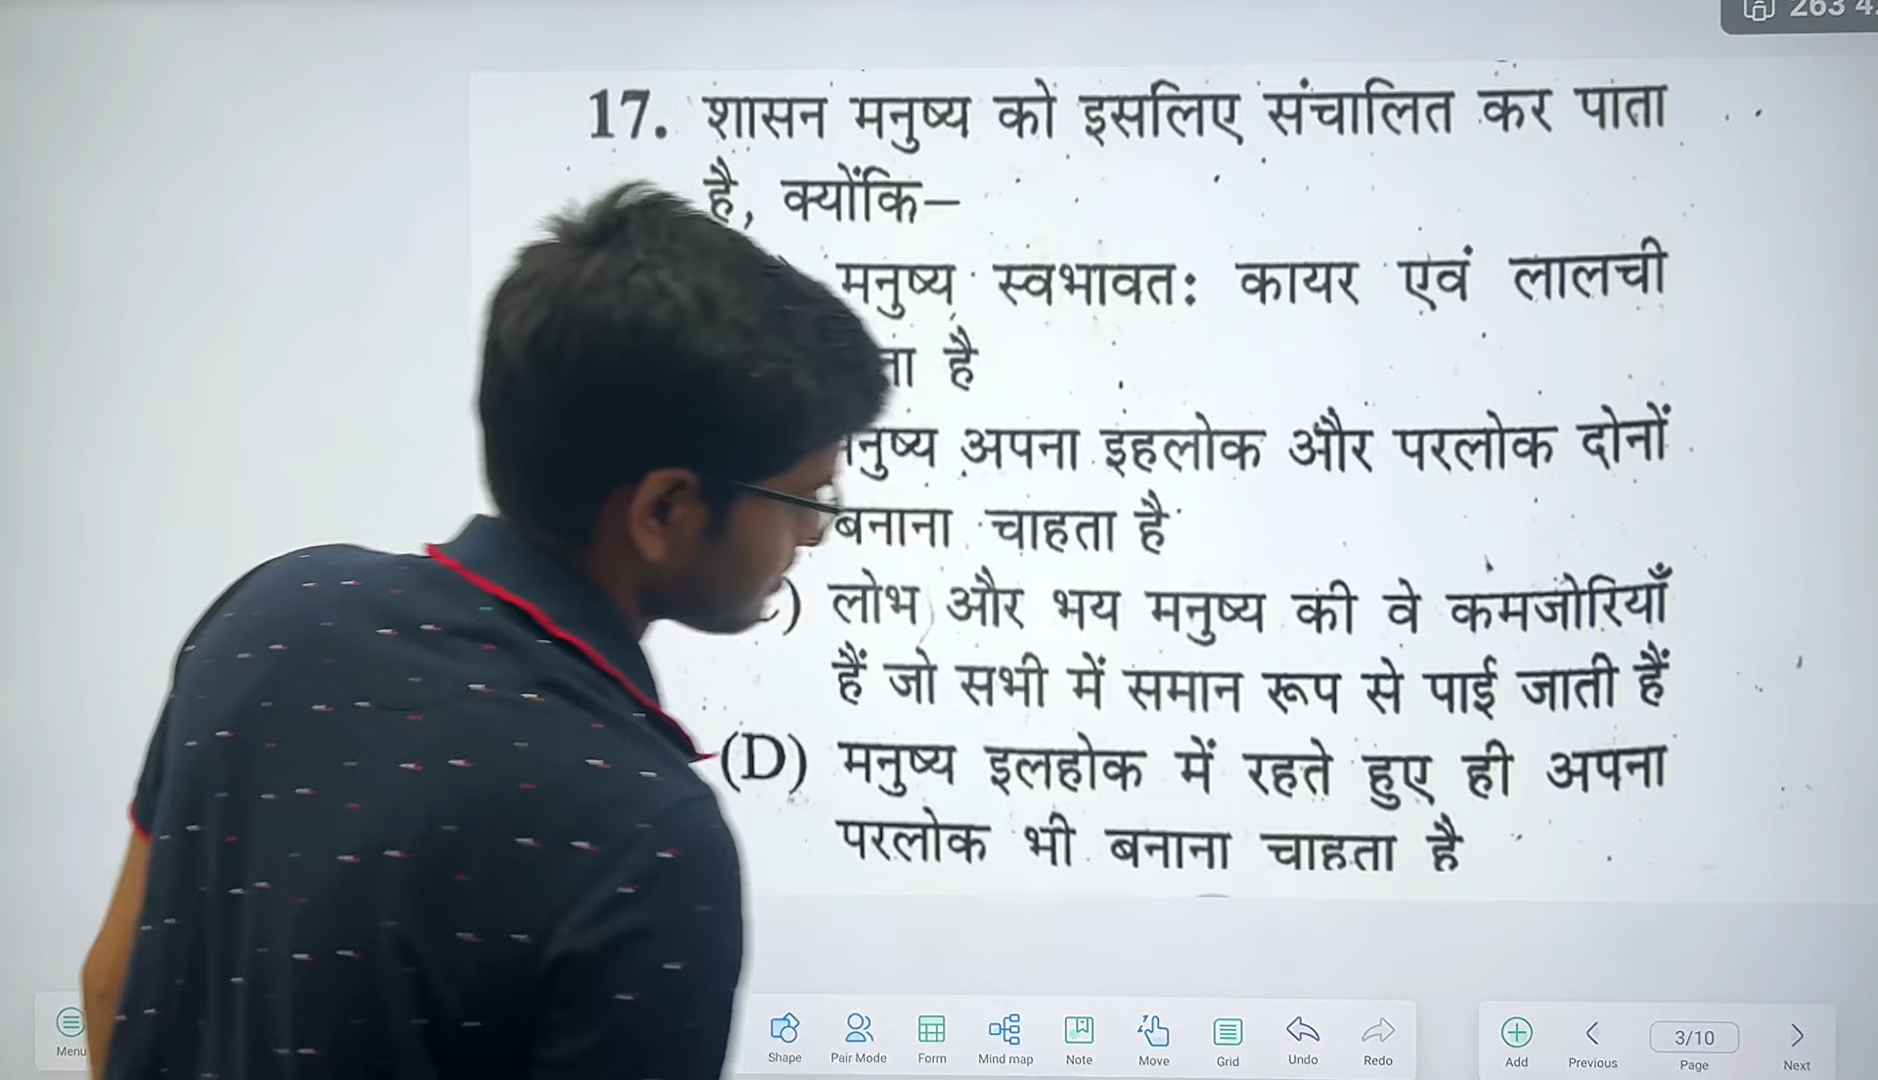 263
17. शासन मनुष्य को इसलिए संचालित कर पाता
है, क्योंकि–
मनुष्य स्वभावतः कायर एवं लालची
है
अपना इहलोक और परलोक दोनों
बनाना चाहता है
लोभ और भय मनुष्य की वे कमजोरियाँ
हैं जो सभी में समान रूप से पाई जाती हैं
(D) मनुष्य इलहोक में रहते हुए ही अपना
परलोक भी बनाना चाहता है
Menu Shape Pair Mode Form Mind map Note Move Grid Undo Redo Add Previous 3/10 Page Next